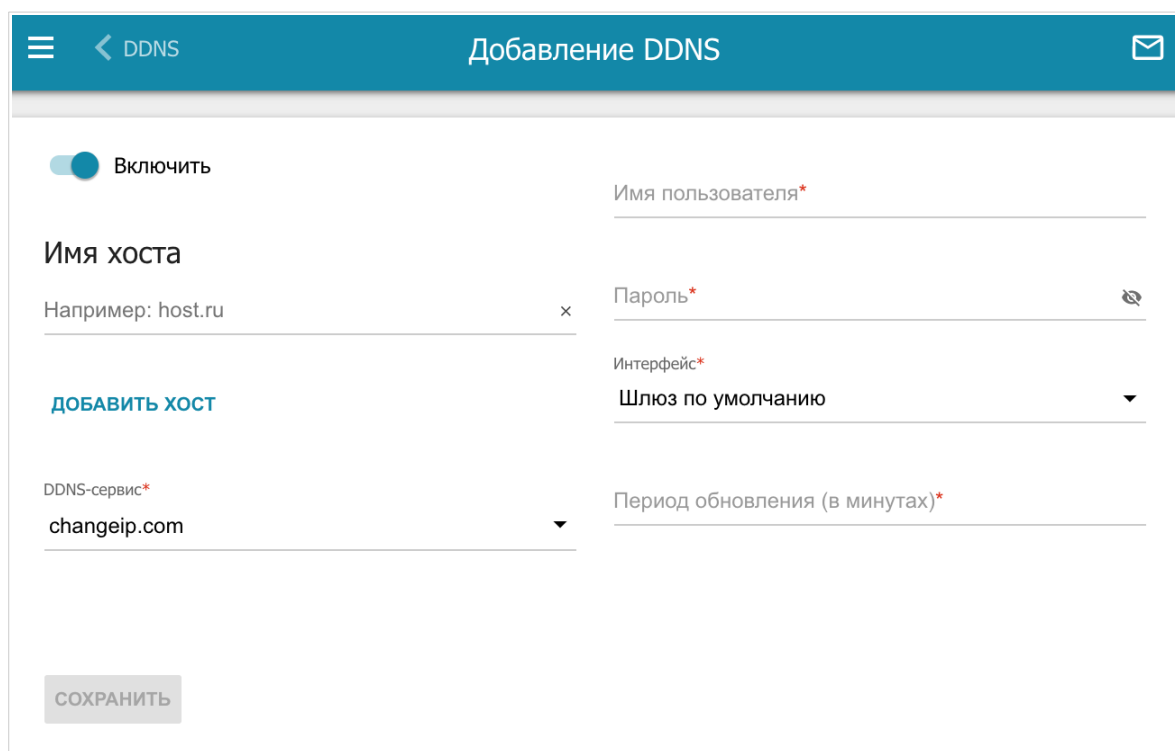 DDNS
Добавление DDNS
Включить
Имя хоста
Например: host.ru
ДОБАВИТЬ ХОСТ
DDNS-сервис*
changeip.com
СОХРАНИТЬ
Имя пользователя*
Пароль*
Интерфейс*
Шлюз по умолчанию
Период обновления (в минутах)*